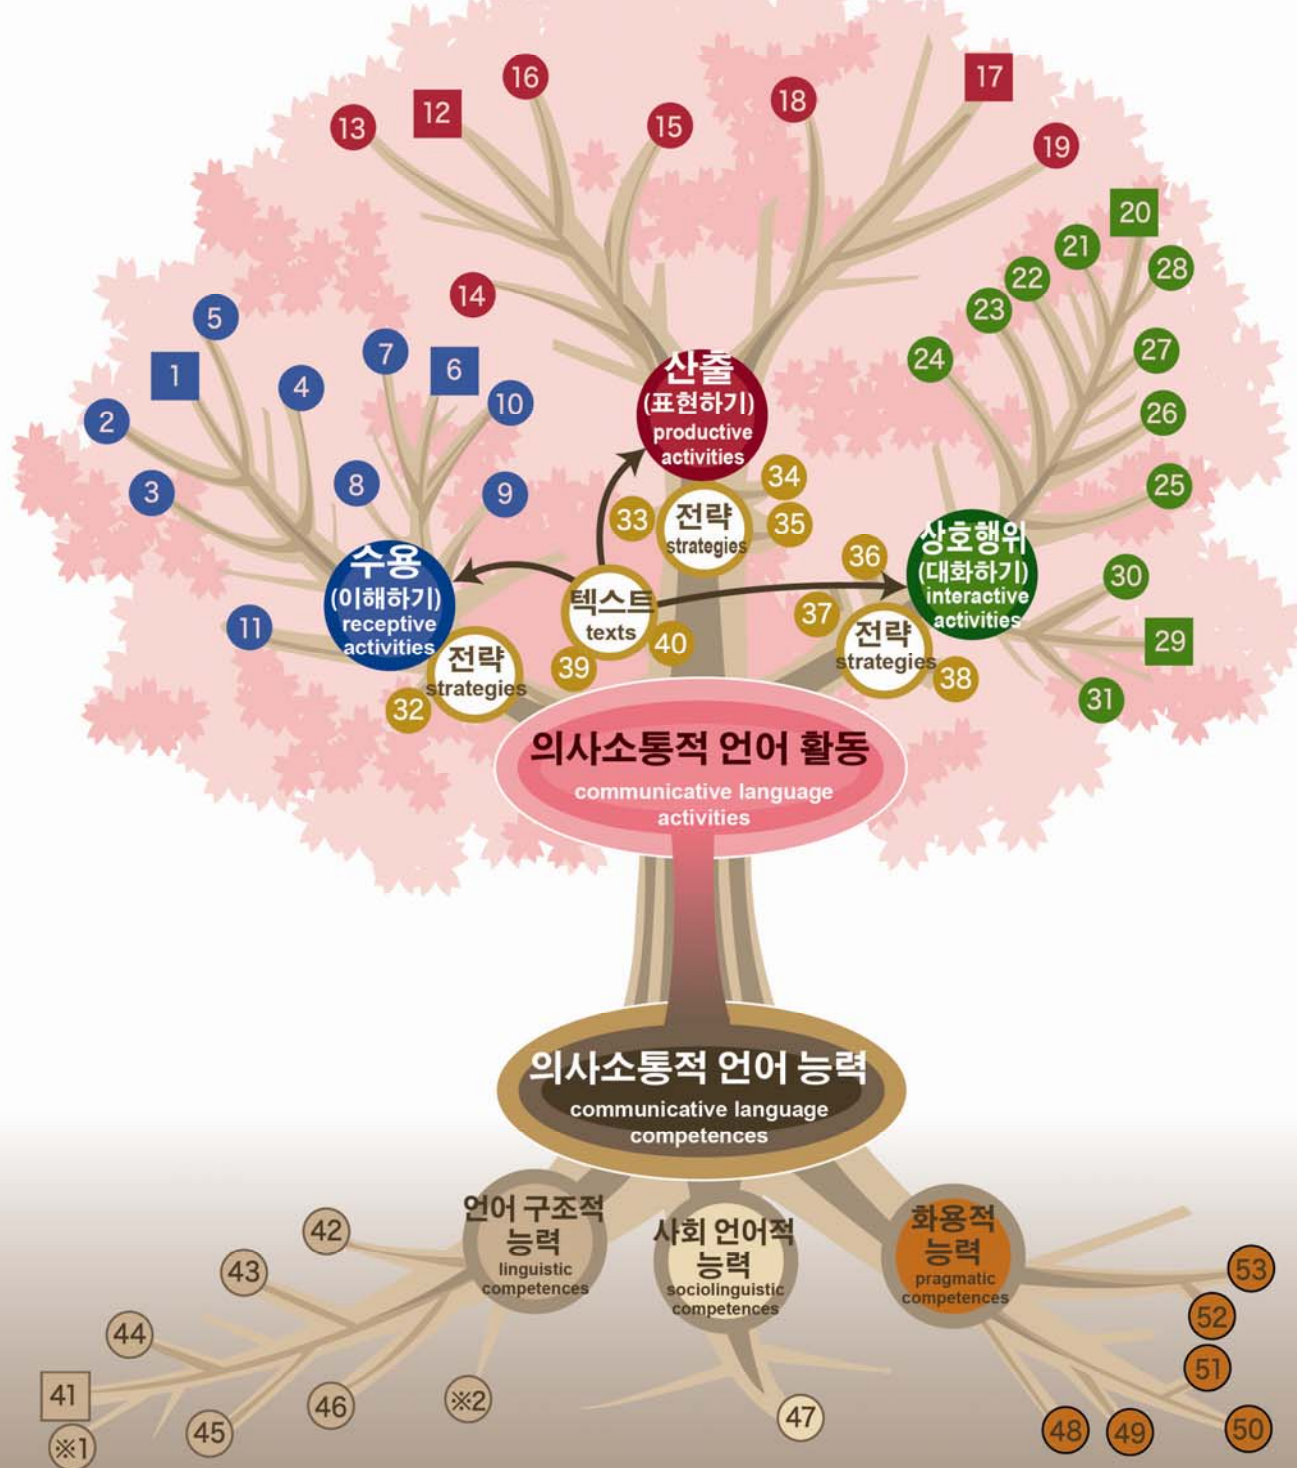 16
17
18
12
15
13
19
20
21
28
22
14
23
5
27
7
24
산출
(표현하기)
productive
activities
6
1
4
10
26
2
34
8
9
25
3
33
전략
strategies
35
상호행위
(대화하기)
interactive
activities
36
수용
(이해하기)
receptive
activities
30
텍스트
texts
37
11
40
전략
strategies
29
전략
strategies
39
38
31
32
의사소통적 언어 활동
communicative language
activities
의사소통적 언어 능력
communicative language
competences
언어 구조적
능력
linguistic
competences
사회 언어적
능력
sociolinguistic
competences
화용적
능력
pragmatic
competences
42
43
53
52
44
51
41
※2
46
47
45
48
49
50
※1